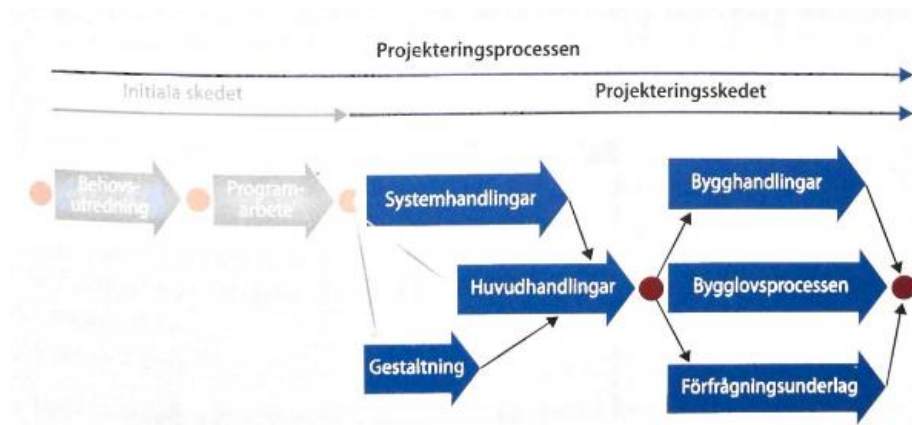 Projekteringsprocessen
Initiala skedet
Projekteringsskedet
Behovs-
utredning
Program-
arbete
Systemhandlingar
Bygghandlingar
Huvudhandlingar
Bygglovsprocessen
Gestaltning
Förfrågningsunderlag